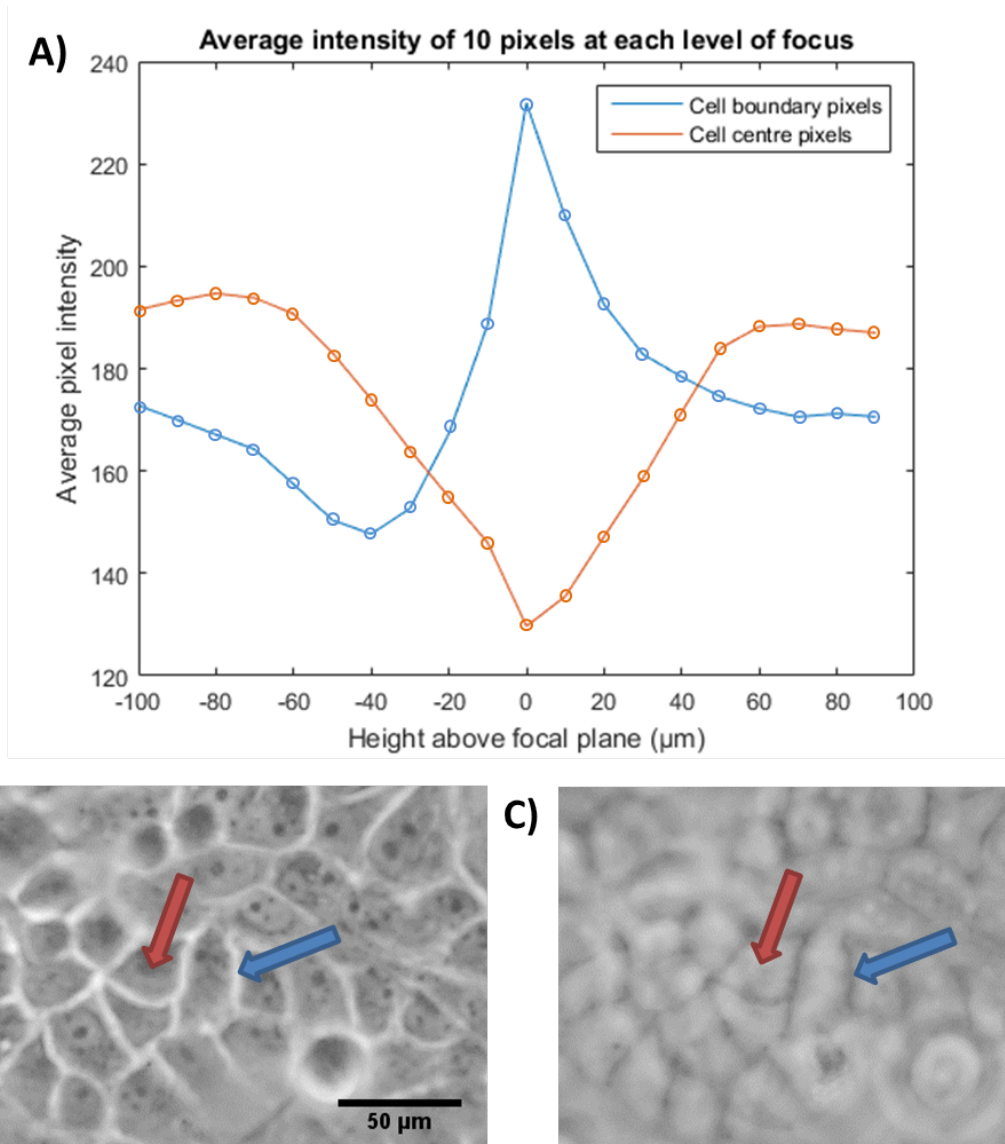 A)
Average intensity of 10 pixels at each level of focus
240
220
200
180
160
140
120
Average pixel intensity
Cell boundary pixels
Cell centre pixels
-100 -80 -60 -40 -20 0 20 40 60 80 100
Height above focal plane (µm)
C)
50 µm